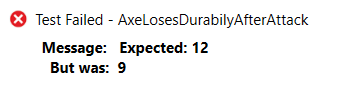 Test Failed - AxeLosesDurabilyAfterAttack
Message: Expected: 12
But was: 9